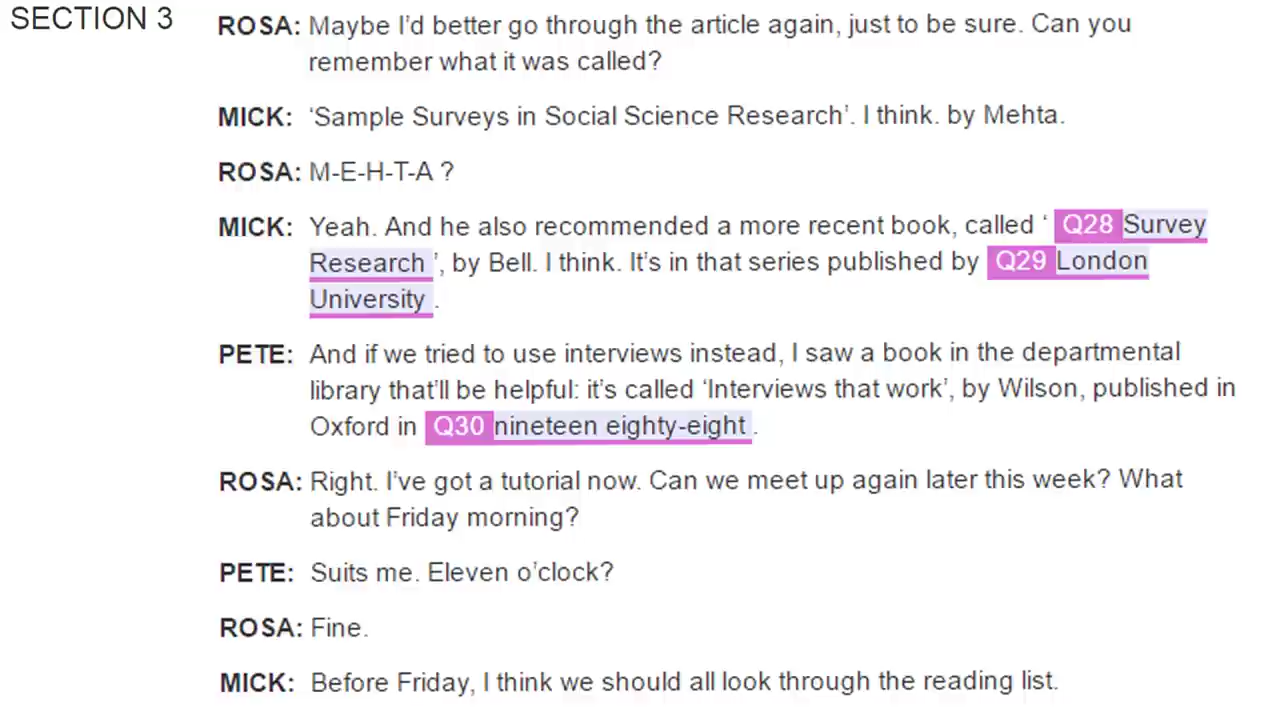 SECTION 3
ROSA: Maybe I’d better go through the article again, just to be sure. Can you
remember what it was called?
MICK: ‘Sample Surveys in Social Science Research’. I think. by Mehta.
ROSA: M-E-H-T-A ?
MICK: Yeah. And he also recommended a more recent book, called ‘ Q28 Survey
Research ’, by Bell. I think. It’s in that series published by Q29 London
University .
PETE: And if we tried to use interviews instead, I saw a book in the departmental
library that’ll be helpful: it’s called ‘Interviews that work’, by Wilson, published in
Oxford in Q30 nineteen eighty-eight .
ROSA: Right. I’ve got a tutorial now. Can we meet up again later this week? What
about Friday morning?
PETE: Suits me. Eleven o’clock?
ROSA: Fine.
MICK: Before Friday, I think we should all look through the reading list.